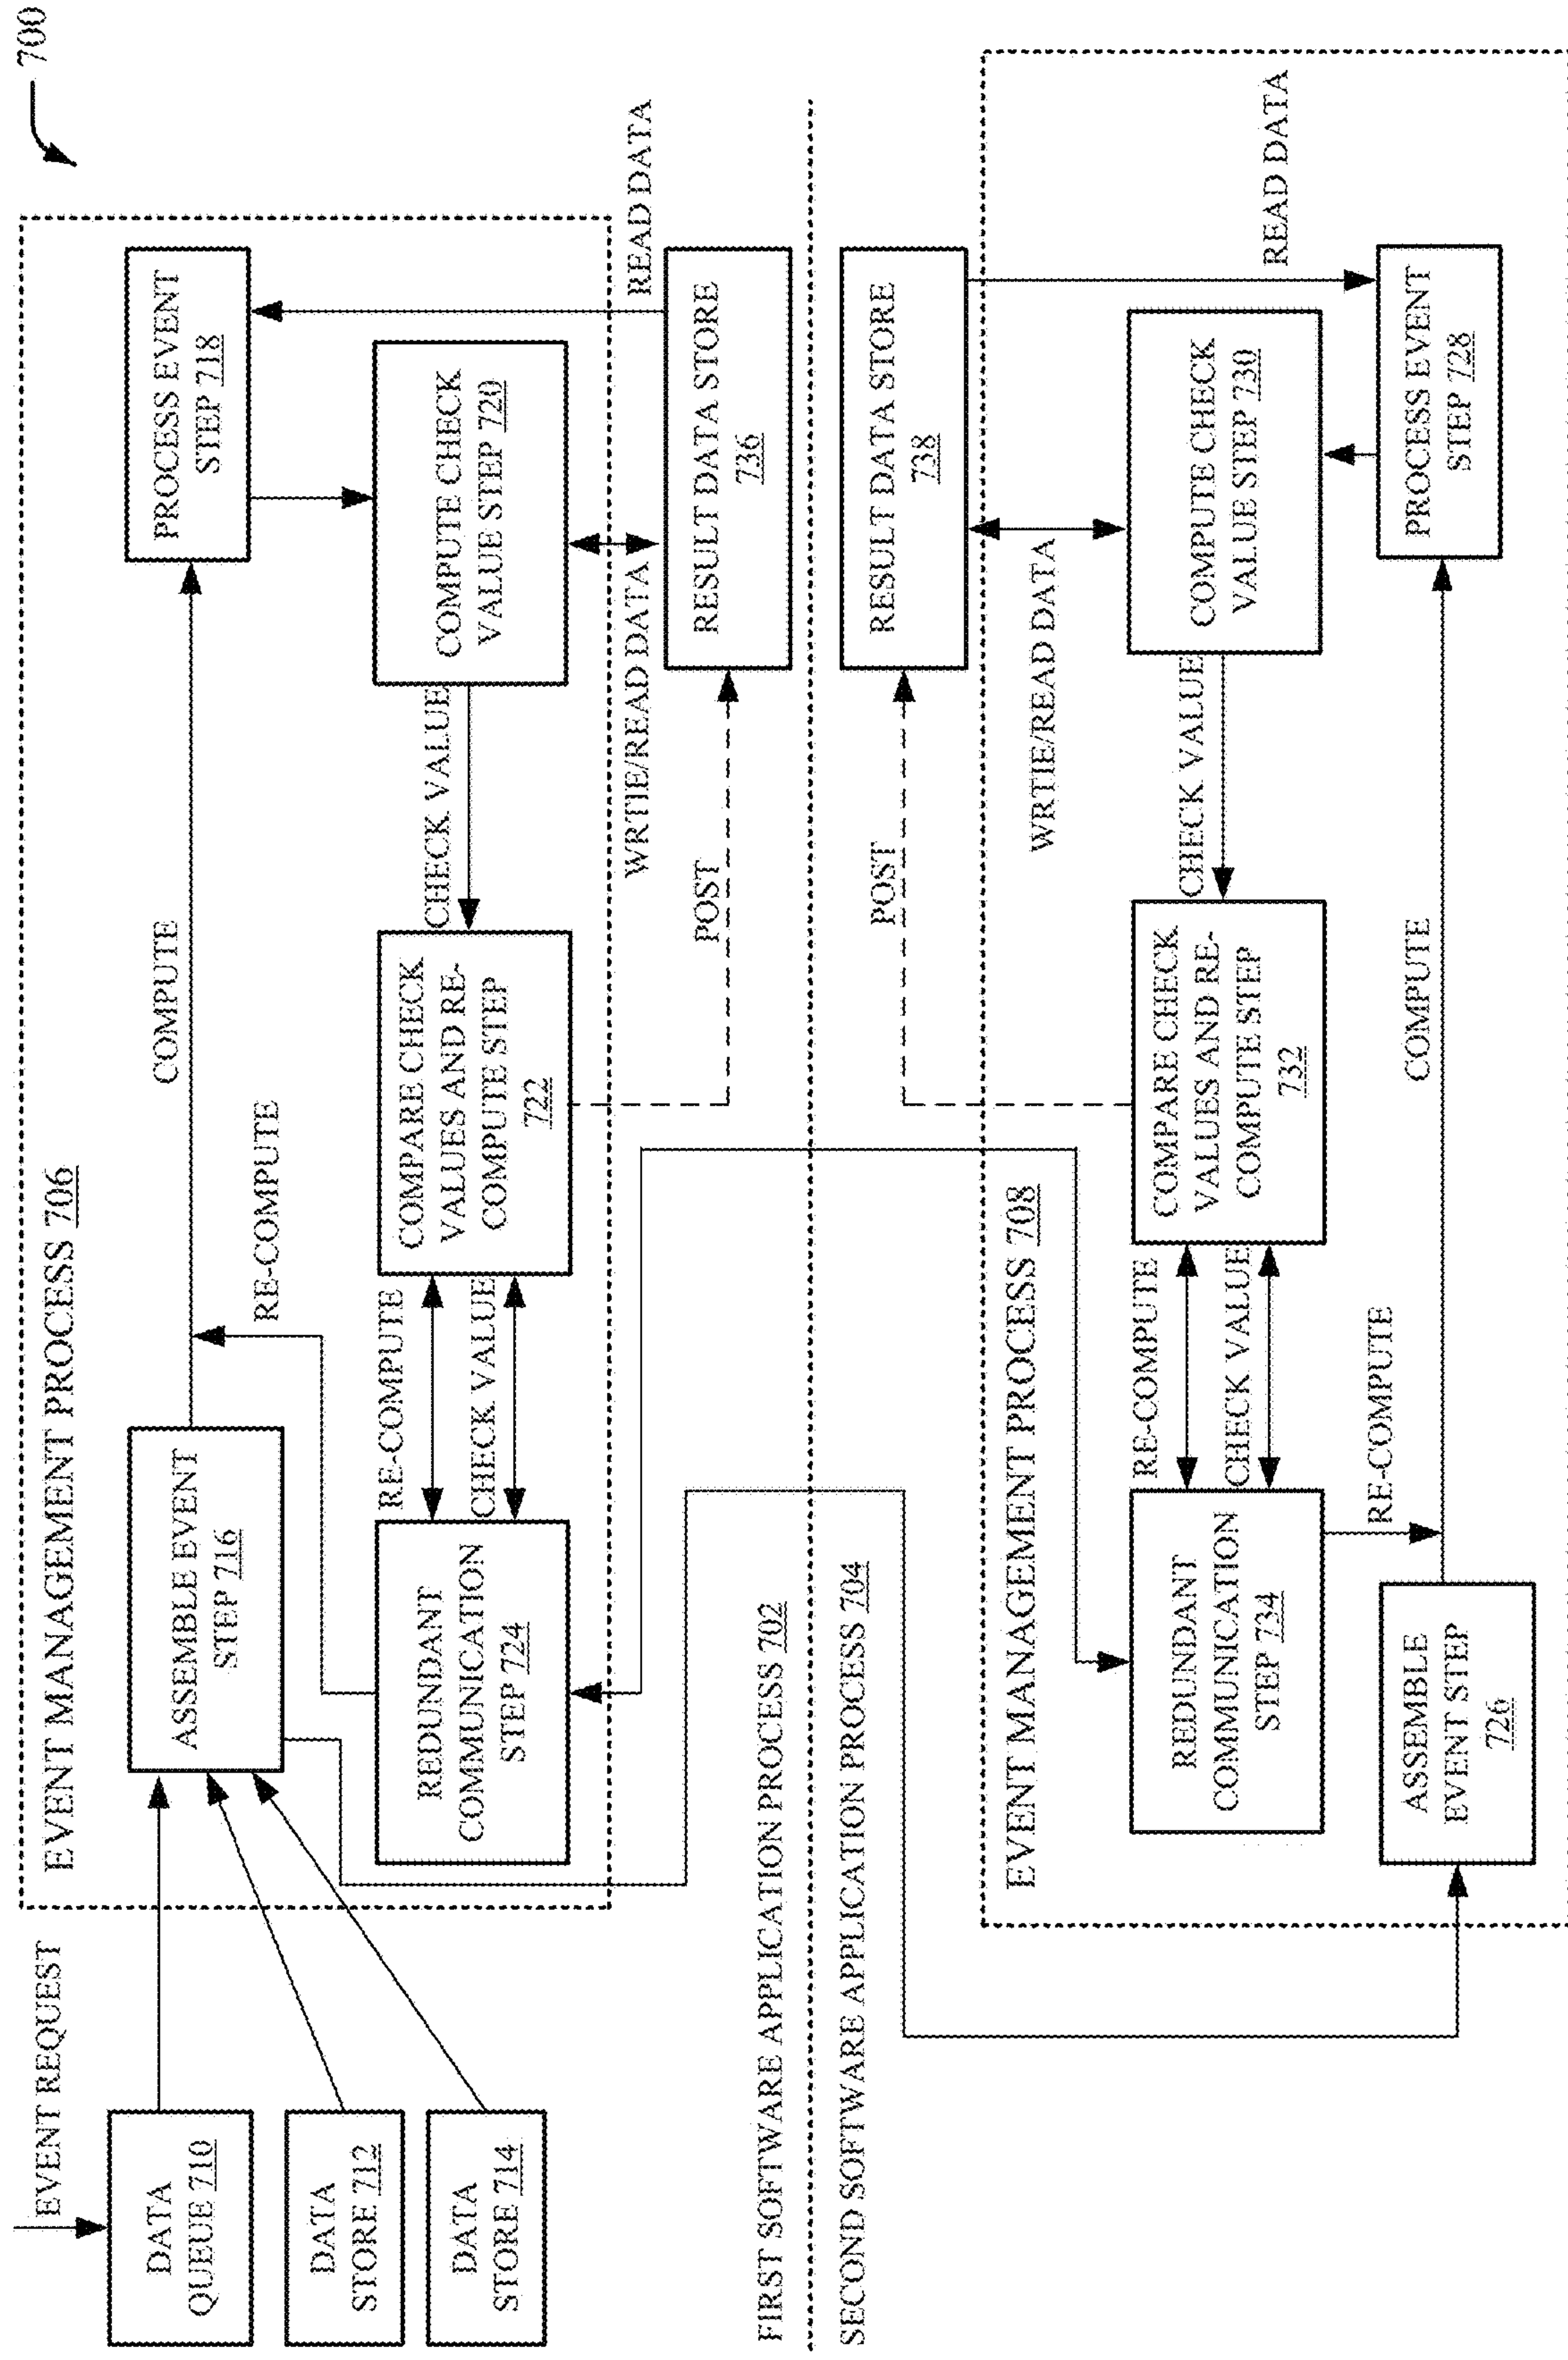 700
EVENT REQUEST
DATA
QUEUE 710
DATA
STORE 712
DATA
STORE 714
EVENT MANAGEMENT PROCESS 706
ASSEMBLE EVENT
STEP 716
COMPUTE
PROCESS EVENT
STEP 718
RE-COMPUTE
REDUNDANT
COMMUNICATION
STEP 724
RE-COMPUTE
CHECK VALUE
COMPARE CHECK
VALUES AND RE-
COMPUTE STEP
722
CHECK VALUE
COMPUTE CHECK
VALUE STEP 720
WRTIE/READ DATA
READ DATA
POST
RESULT DATA STORE
736
FIRST SOFTWARE APPLICATION PROCESS 702
SECOND SOFTWARE APPLICATION PROCESS 704
POST
RESULT DATA STORE
738
WRTIE/READ DATA
READ DATA
EVENT MANAGEMENT PROCESS 708
REDUNDANT
COMMUNICATION
STEP 734
RE-COMPUTE
CHECK VALUE
COMPARE CHECK
VALUES AND RE-
COMPUTE STEP
732
CHECK VALUE
COMPUTE CHECK
VALUE STEP 730
RE-COMPUTE
ASSEMBLE
EVENT STEP
726
COMPUTE
PROCESS EVENT
STEP 728